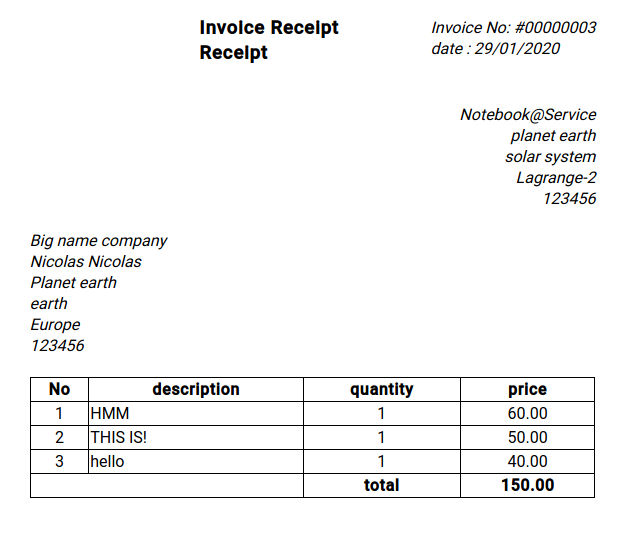 Invoice Receipt
Receipt
Invoice No: #00000003
date : 29/01/2020
Notebook@Service
planet earth
solar system
Lagrange-2
123456
Big name company
Nicolas Nicolas
Planet earth
earth
Europe
123456
No description quantity price
1 HMM 1 60.00
2 THIS IS! 1 50.00
3 hello 1 40.00
total 150.00